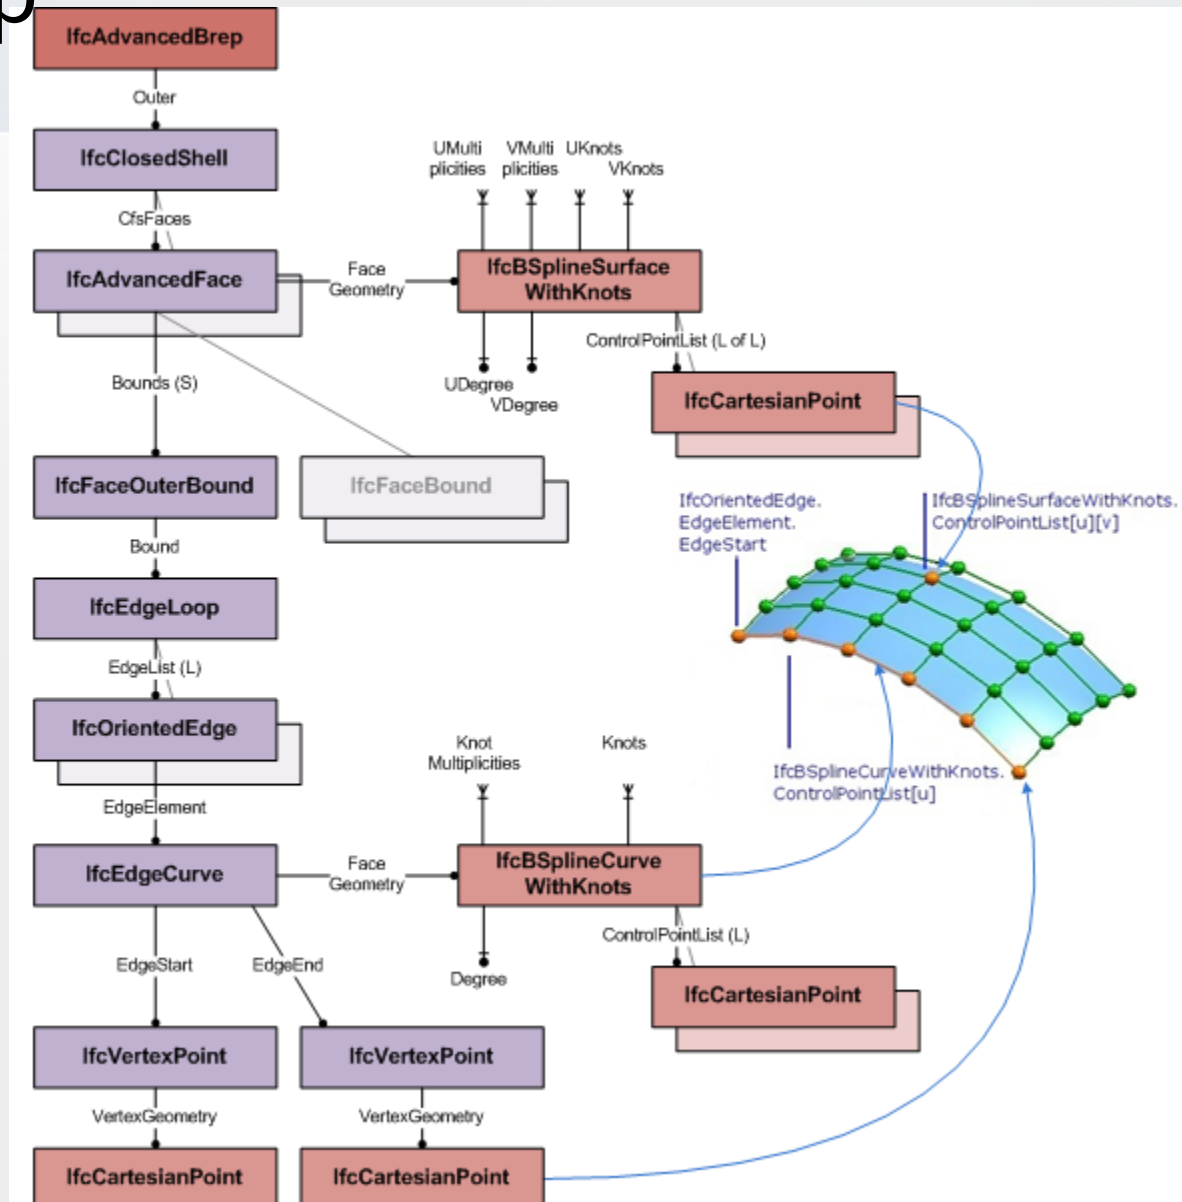 IfcAdvancedBrep
Outer
IfcClosedShell
CfsFaces
IfcAdvancedFace
Face
Geometry
UMulti
plicities
VMulti
plicities
UKnots
VKnots
IfcBSplineSurface
WithKnots
UDegree
VDegree
ControlPointList (L of L)
IfcCartesianPoint
Bounds (S)
IfcFaceOuterBound
IfcFaceBound
IfcOrientedEdge.
EdgeElement.
EdgeStart
IfcBSplineSurfaceWithKnots.
ControlPointList[u][v]
Bound
IfcEdgeLoop
EdgeList (L)
IfcOrientedEdge
EdgeElement
Knot
Multiplicities
Knots
IfcBSplineCurveWithKnots.
ControlPointList[u]
IfcEdgeCurve
Face
Geometry
IfcBSplineCurve
WithKnots
Degree
ControlPointList (L)
IfcCartesianPoint
EdgeStart
EdgeEnd
IfcVertexPoint
IfcVertexPoint
VertexGeometry
VertexGeometry
IfcCartesianPoint
IfcCartesianPoint